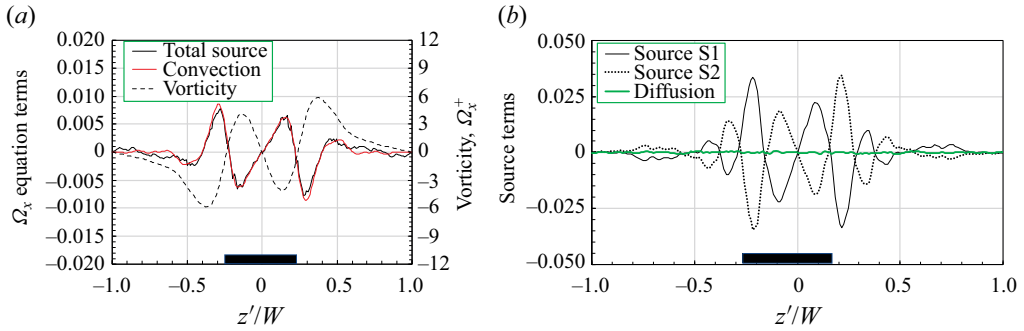 (a)
0.020
0.015
0.010
0.005
0
–0.005
–0.010
–0.015
–0.020
Ωx equation terms
Total source
Convection
Vorticity
12
9
6
3
0
–3
–6
–9
–12
Vorticity, Ωx+
–1.0
–0.5
0
0.5
1.0
z′/W
(b)
0.050
0.025
0
–0.025
–0.050
Source terms
Source S1
Source S2
Diffusion
–1.0
–0.5
0
0.5
1.0
z′/W